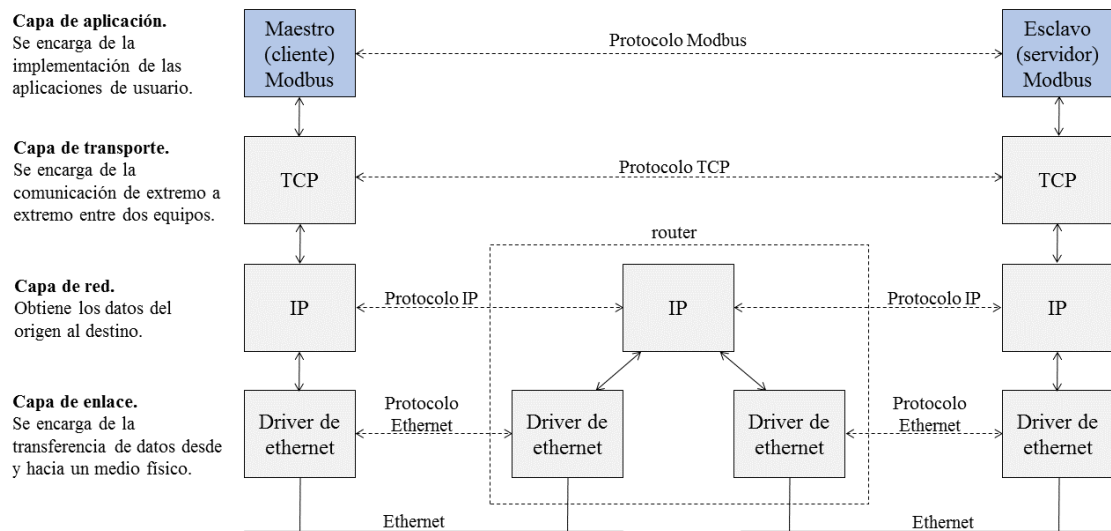 Capa de aplicación.
Se encarga de la
implementación de las
aplicaciones de usuario.
Maestro
(cliente)
Modbus
Protocolo Modbus
Esclavo
(servidor)
Modbus
Capa de transporte.
Se encarga de la
comunicación de extremo a
extremo entre dos equipos.
TCP
Protocolo TCP
TCP
router
Capa de red.
Obtiene los datos del
origen al destino.
IP
Protocolo IP
IP
Protocolo IP
IP
Capa de enlace.
Se encarga de la
transferencia de datos desde
y hacia un medio físico.
Driver de
ethernet
Protocolo
Ethernet
Driver de
ethernet
Driver de
ethernet
Protocolo
Ethernet
Driver de
ethernet
Ethernet
Ethernet